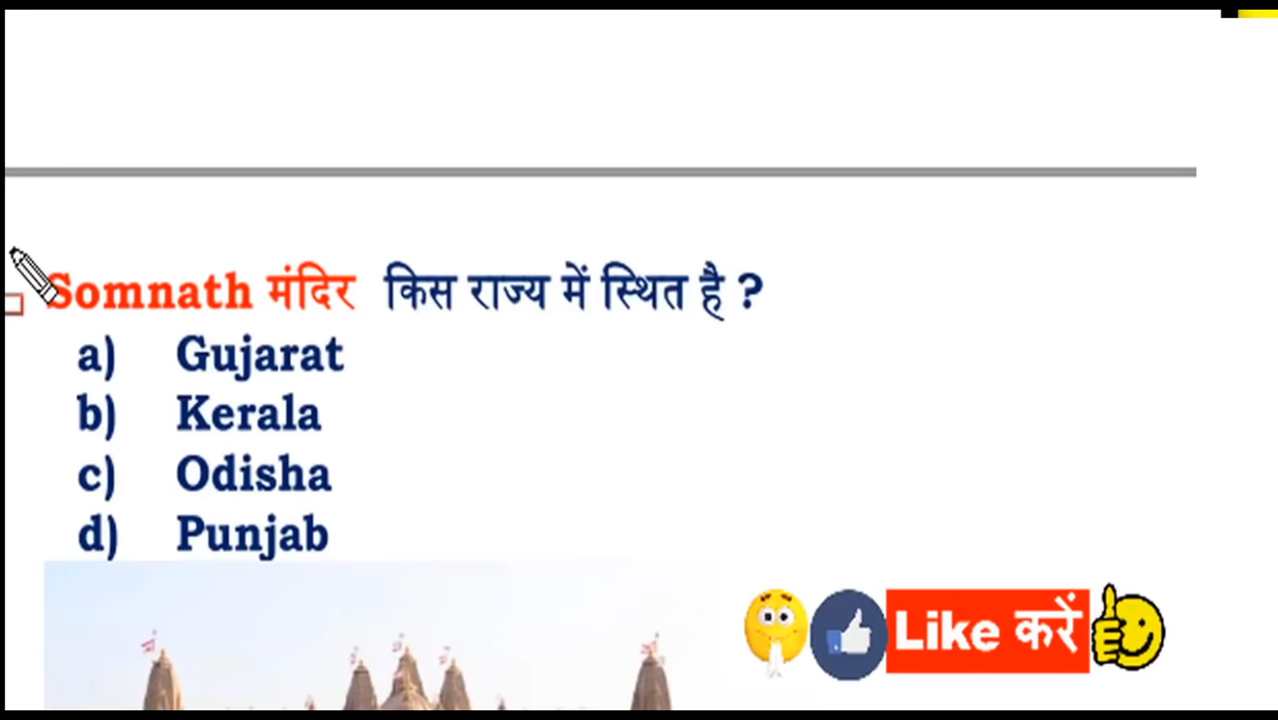 Somnath मंदिर किस राज्य में स्थित है ?
a) Gujarat
b) Kerala
c) Odisha
d) Punjab
Like करें